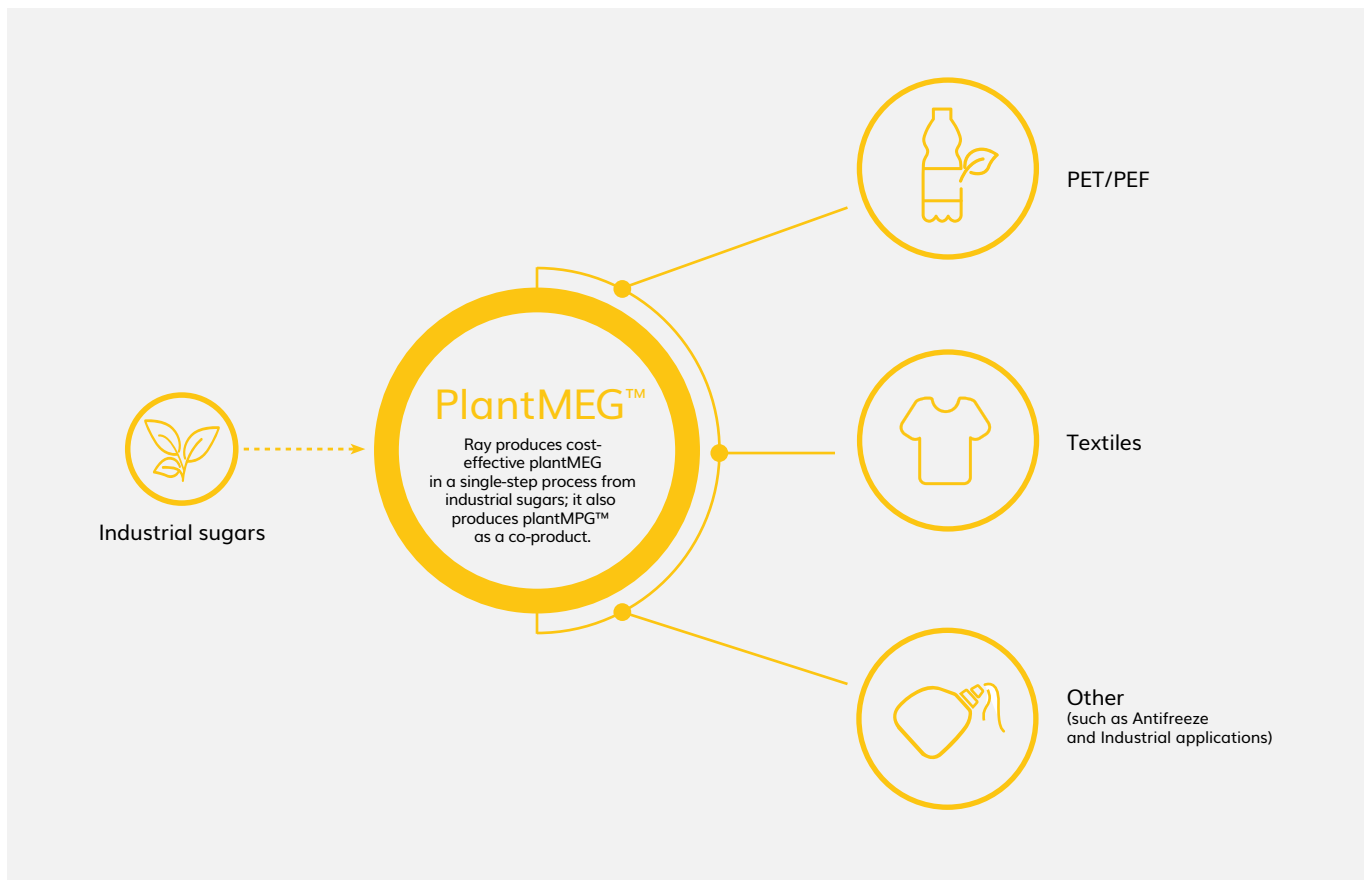 Industrial sugars
PlantMEG™
Ray produces cost-
effective plantMEG
in a single-step process from
industrial sugars; it also
produces plantMPG™
as a co-product.
PET/PEF
Textiles
Other
(such as Antifreeze
and Industrial applications)